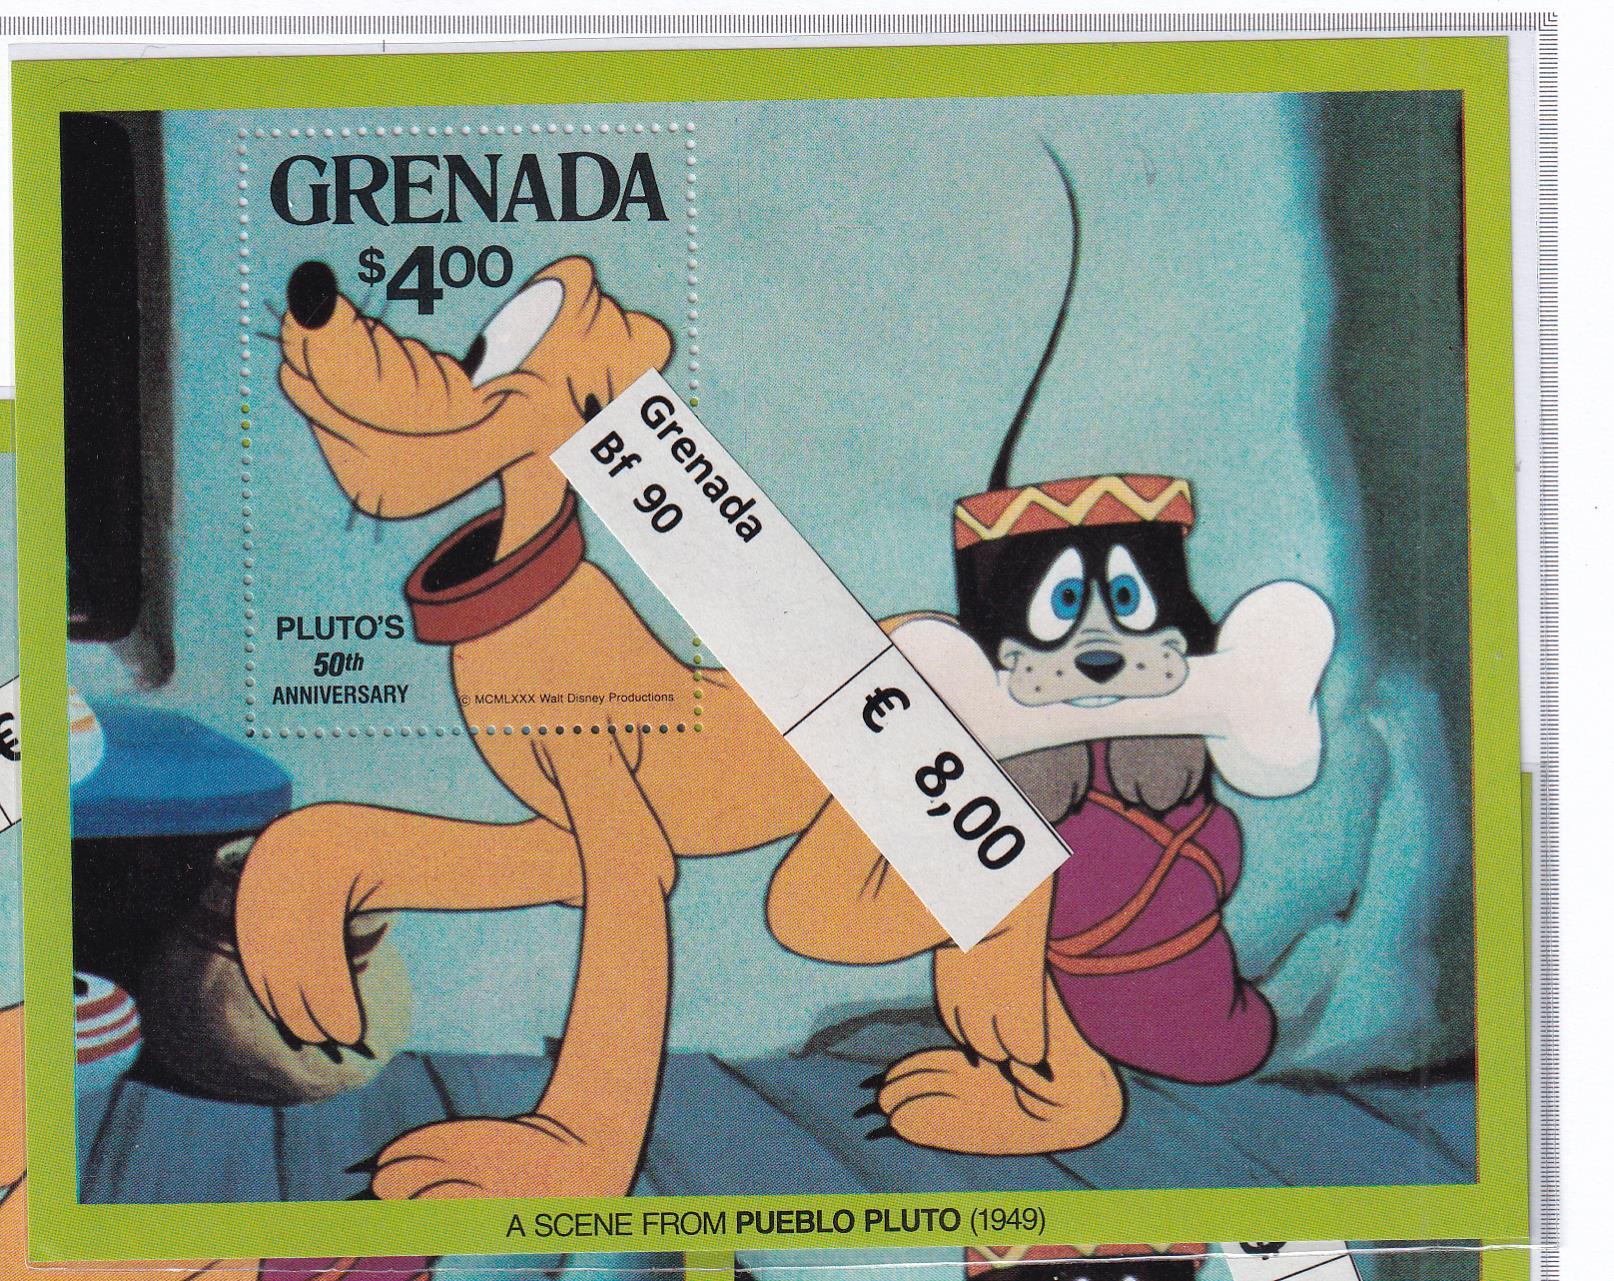 GRENADA
$4.00
PLUTO'S
50th
ANNIVERSARY
© MCMLXXX Walt Disney Productions
Grenada
Bf 90
€ 8,00
€
A SCENE FROM PUEBLO PLUTO (1949)
€